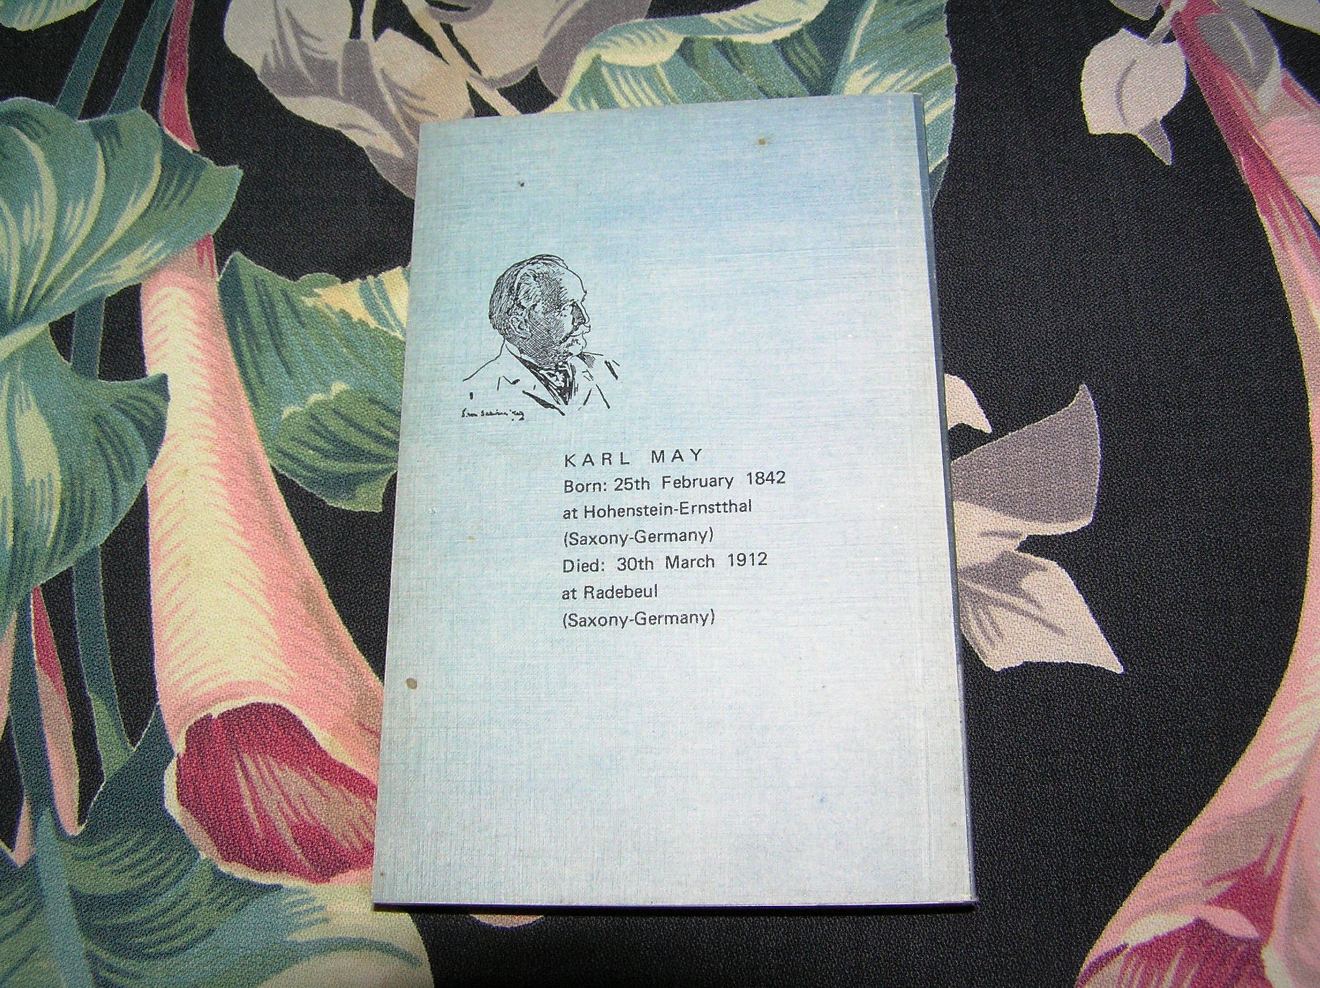 KARL MAY
Born: 25th February 1842
at Hohenstein-Ernstthal
(Saxony-Germany)
Died: 30th March 1912
at Radebeul
(Saxony-Germany)